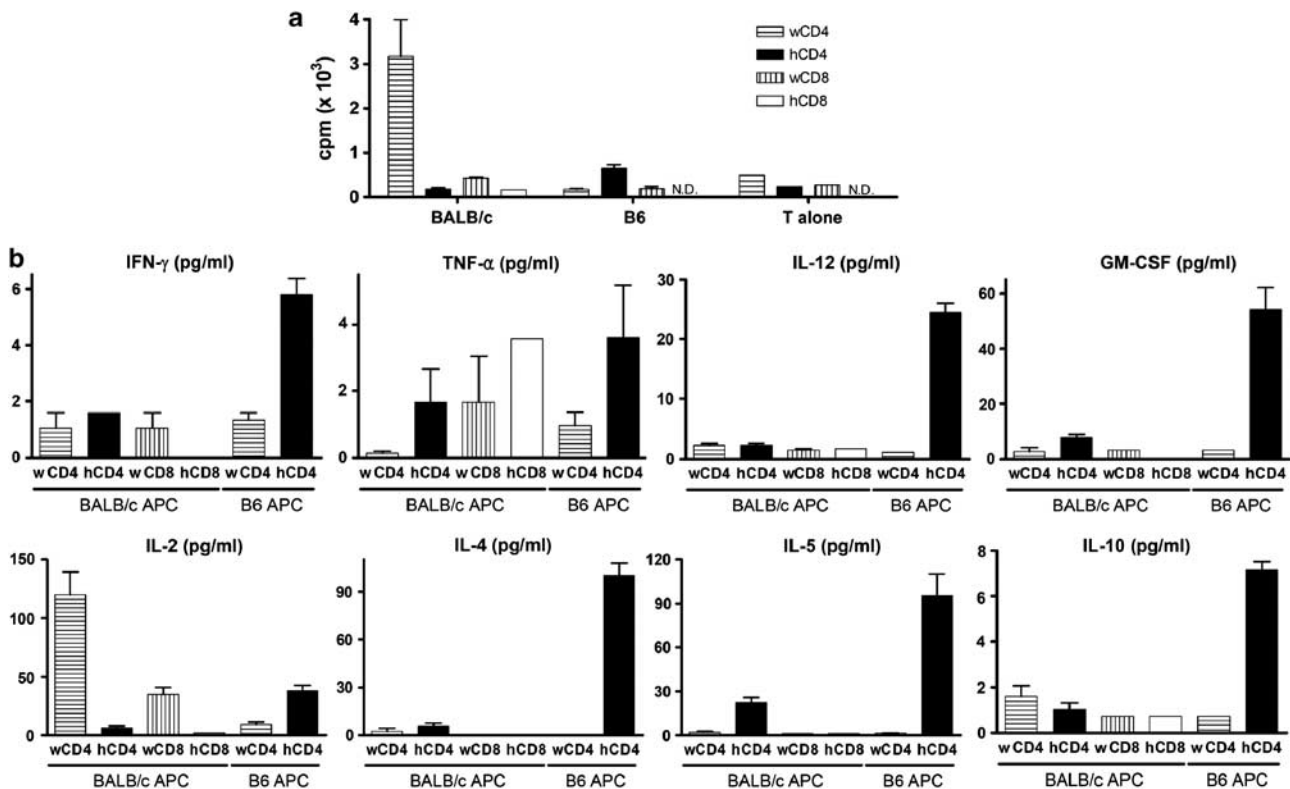 a
cpm (x 10³)
4
3
2
1
0
wCD4
hCD4
wCD8
hCD8
N.D.
N.D.
BALB/c B6 T alone
b
IFN-γ (pg/ml)
6
4
2
0
wCD4 hCD4 wCD8 hCD8 wCD4 hCD4
BALB/c APC B6 APC
TNF-α (pg/ml)
4
2
0
wCD4 hCD4 wCD8 hCD8 wCD4 hCD4
BALB/c APC B6 APC
IL-12 (pg/ml)
30
20
10
0
wCD4 hCD4 wCD8 hCD8 wCD4 hCD4
BALB/c APC B6 APC
GM-CSF (pg/ml)
60
40
20
0
wCD4 hCD4 wCD8 hCD8 wCD4 hCD4
BALB/c APC B6 APC
IL-2 (pg/ml)
150
100
50
0
wCD4 hCD4 wCD8 hCD8 wCD4 hCD4
BALB/c APC B6 APC
IL-4 (pg/ml)
90
60
30
0
wCD4 hCD4 wCD8 hCD8 wCD4 hCD4
BALB/c APC B6 APC
IL-5 (pg/ml)
120
90
60
30
0
wCD4 hCD4 wCD8 hCD8 wCD4 hCD4
BALB/c APC B6 APC
IL-10 (pg/ml)
8
6
4
2
0
wCD4 hCD4 wCD8 hCD8 wCD4 hCD4
BALB/c APC B6 APC